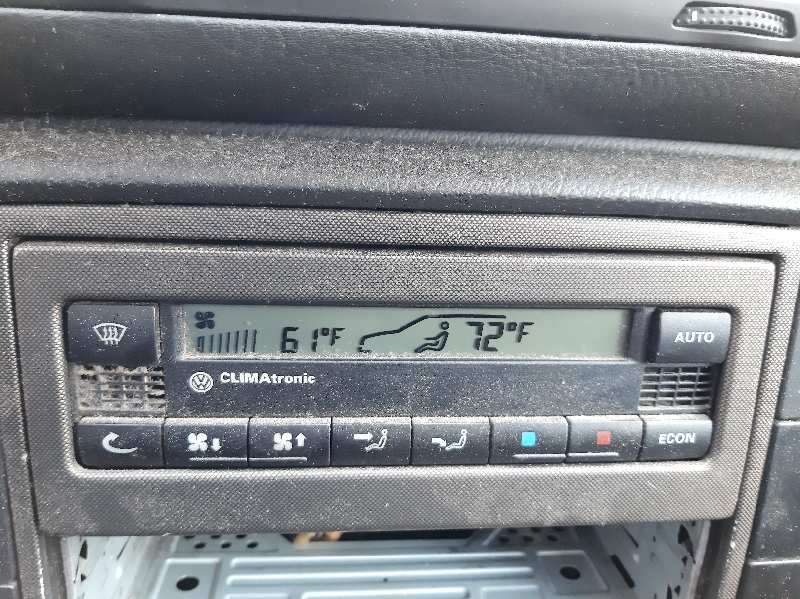 61°F 72°F
AUTO
CLIMAtronic
ECON